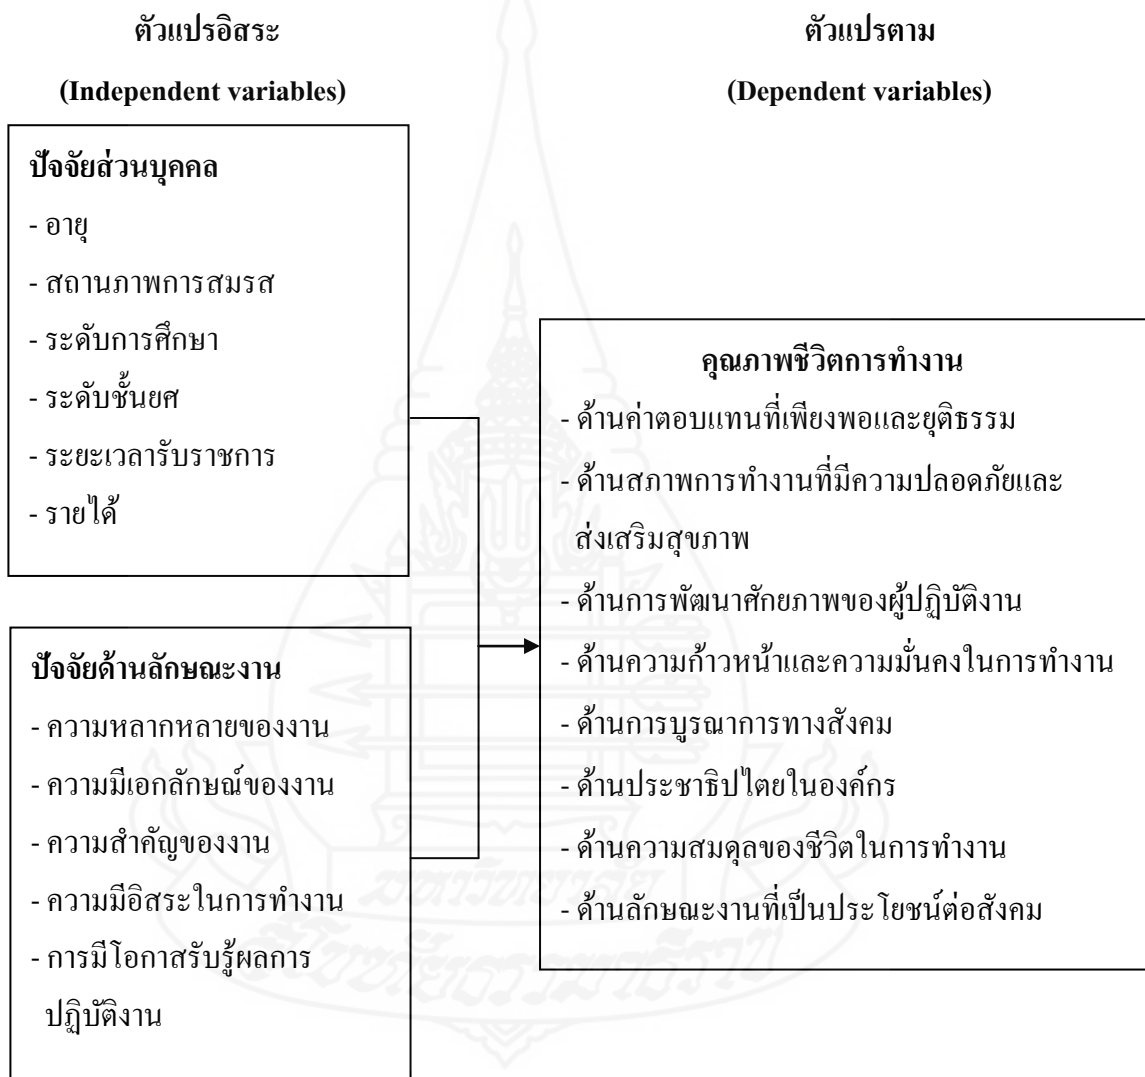 ตัวแปรอิสระ
(Independent variables)
ปัจจัยส่วนบุคคล
- อายุ
- สถานภาพการสมรส
- ระดับการศึกษา
- ระดับชั้นยศ
- ระยะเวลารับราชการ
- รายได้
ปัจจัยด้านลักษณะงาน
- ความหลากหลายของงาน
- ความมีเอกลักษณ์ของงาน
- ความสำคัญของงาน
- ความมีอิสระในการทำงาน
- การมีโอกาสรับรู้ผลการ
ปฏิบัติงาน
ตัวแปรตาม
(Dependent variables)
คุณภาพชีวิตการทำงาน
- ด้านค่าตอบแทนที่เพียงพอและยุติธรรม
- ด้านสภาพการทำงานที่มีความปลอดภัยและ
ส่งเสริมสุขภาพ
- ด้านการพัฒนาศักยภาพของผู้ปฏิบัติงาน
- ด้านความก้าวหน้าและความมั่นคงในการทำงาน
- ด้านการบูรณาการทางสังคม
- ด้านประชาธิปไตยในองค์กร
- ด้านความสมดุลของชีวิตในการทำงาน
- ด้านลักษณะงานที่เป็นประโยชน์ต่อสังคม
มหาวิทยาลัย
สุโขทัยธรรมาธิราช